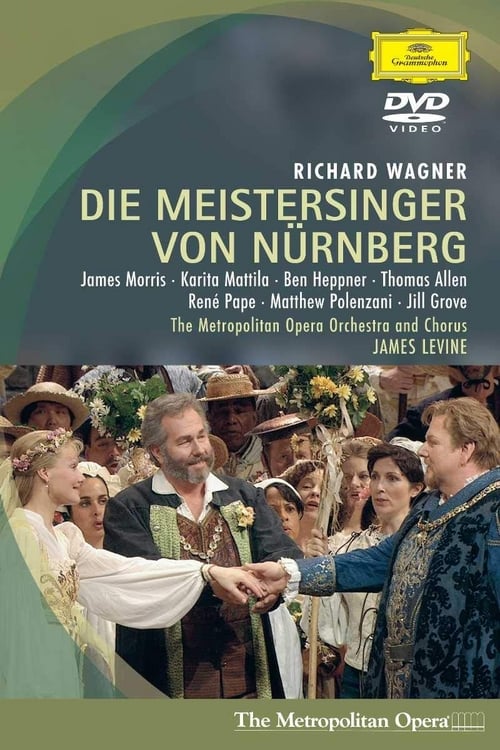 Deutsche
Grammophon
DVD
VIDEO
RICHARD WAGNER
DIE MEISTERSINGER
VON NÜRNBERG
James Morris · Karita Mattila · Ben Heppner · Thomas Allen
René Pape · Matthew Polenzani · Jill Grove
The Metropolitan Opera Orchestra and Chorus
JAMES LEVINE
The Metropolitan Opera